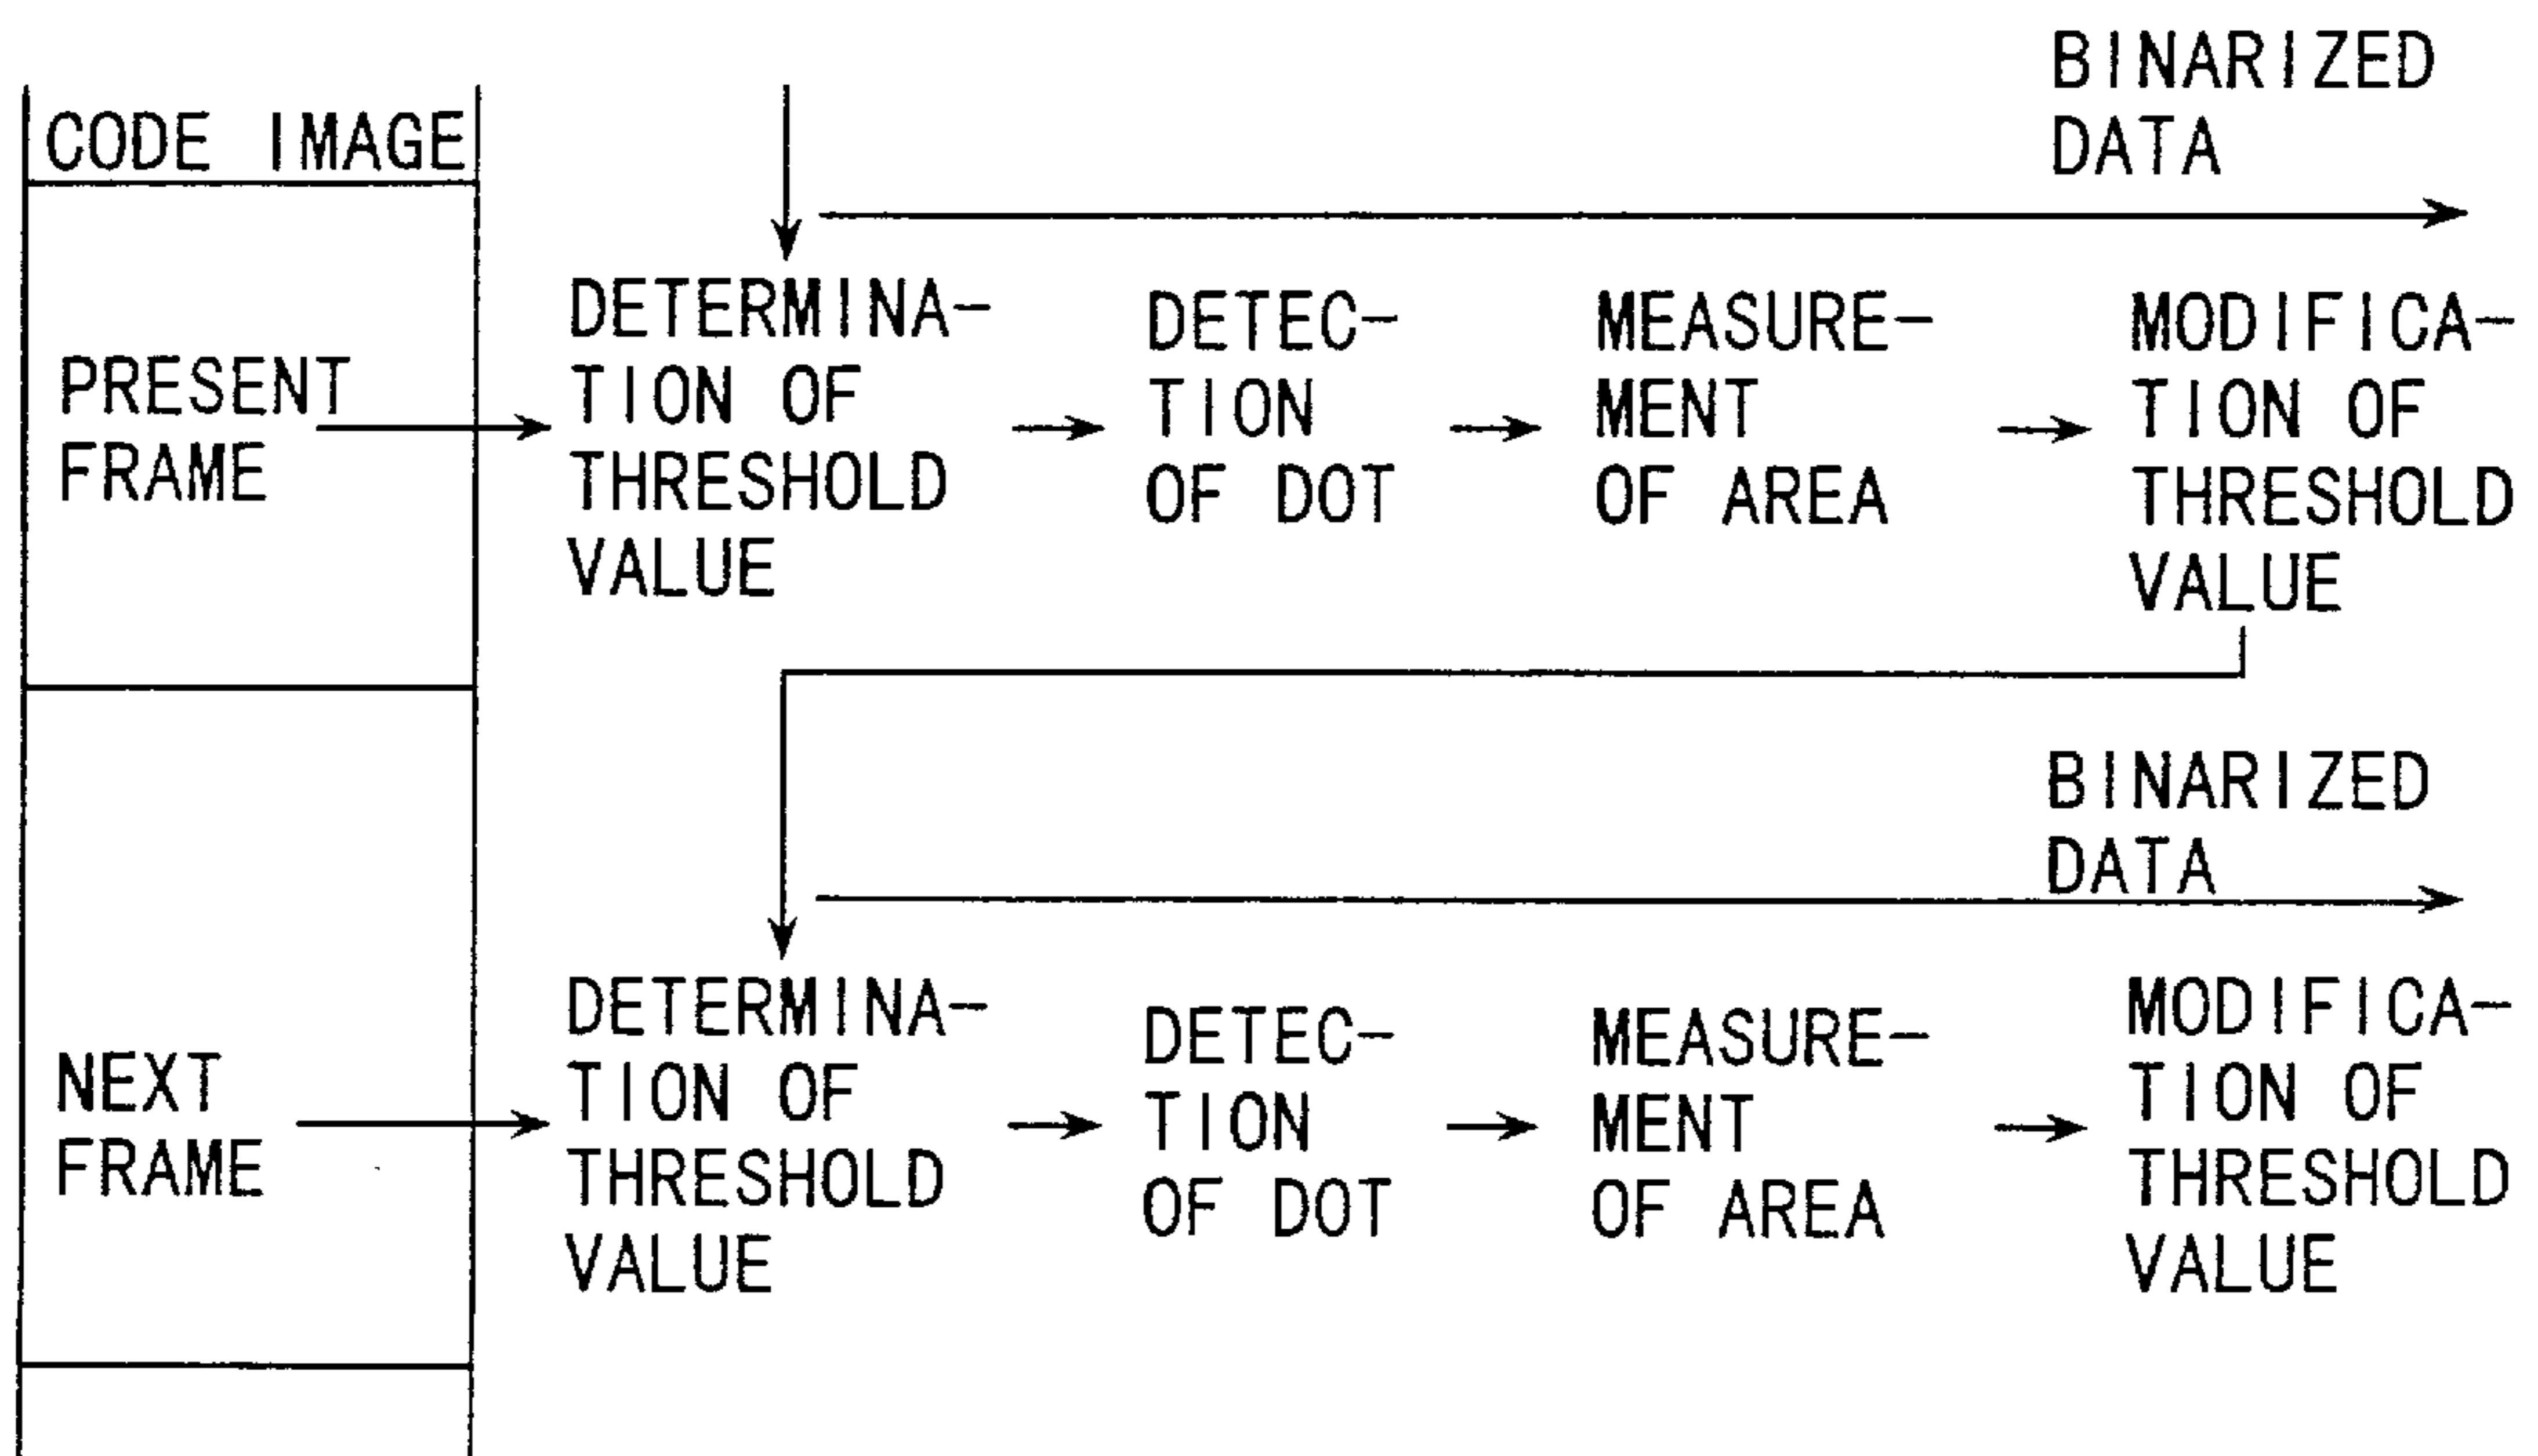 CODE IMAGE
BINARIZED
DATA
PRESENT
FRAME
DETERMINA-
TION OF
THRESHOLD
VALUE
DETEC-
TION
OF DOT
MEASURE-
MENT
OF AREA
MODIFICA-
TION OF
THRESHOLD
VALUE
BINARIZED
DATA
NEXT
FRAME
DETERMINA-
TION OF
THRESHOLD
VALUE
DETEC-
TION
OF DOT
MEASURE-
MENT
OF AREA
MODIFICA-
TION OF
THRESHOLD
VALUE